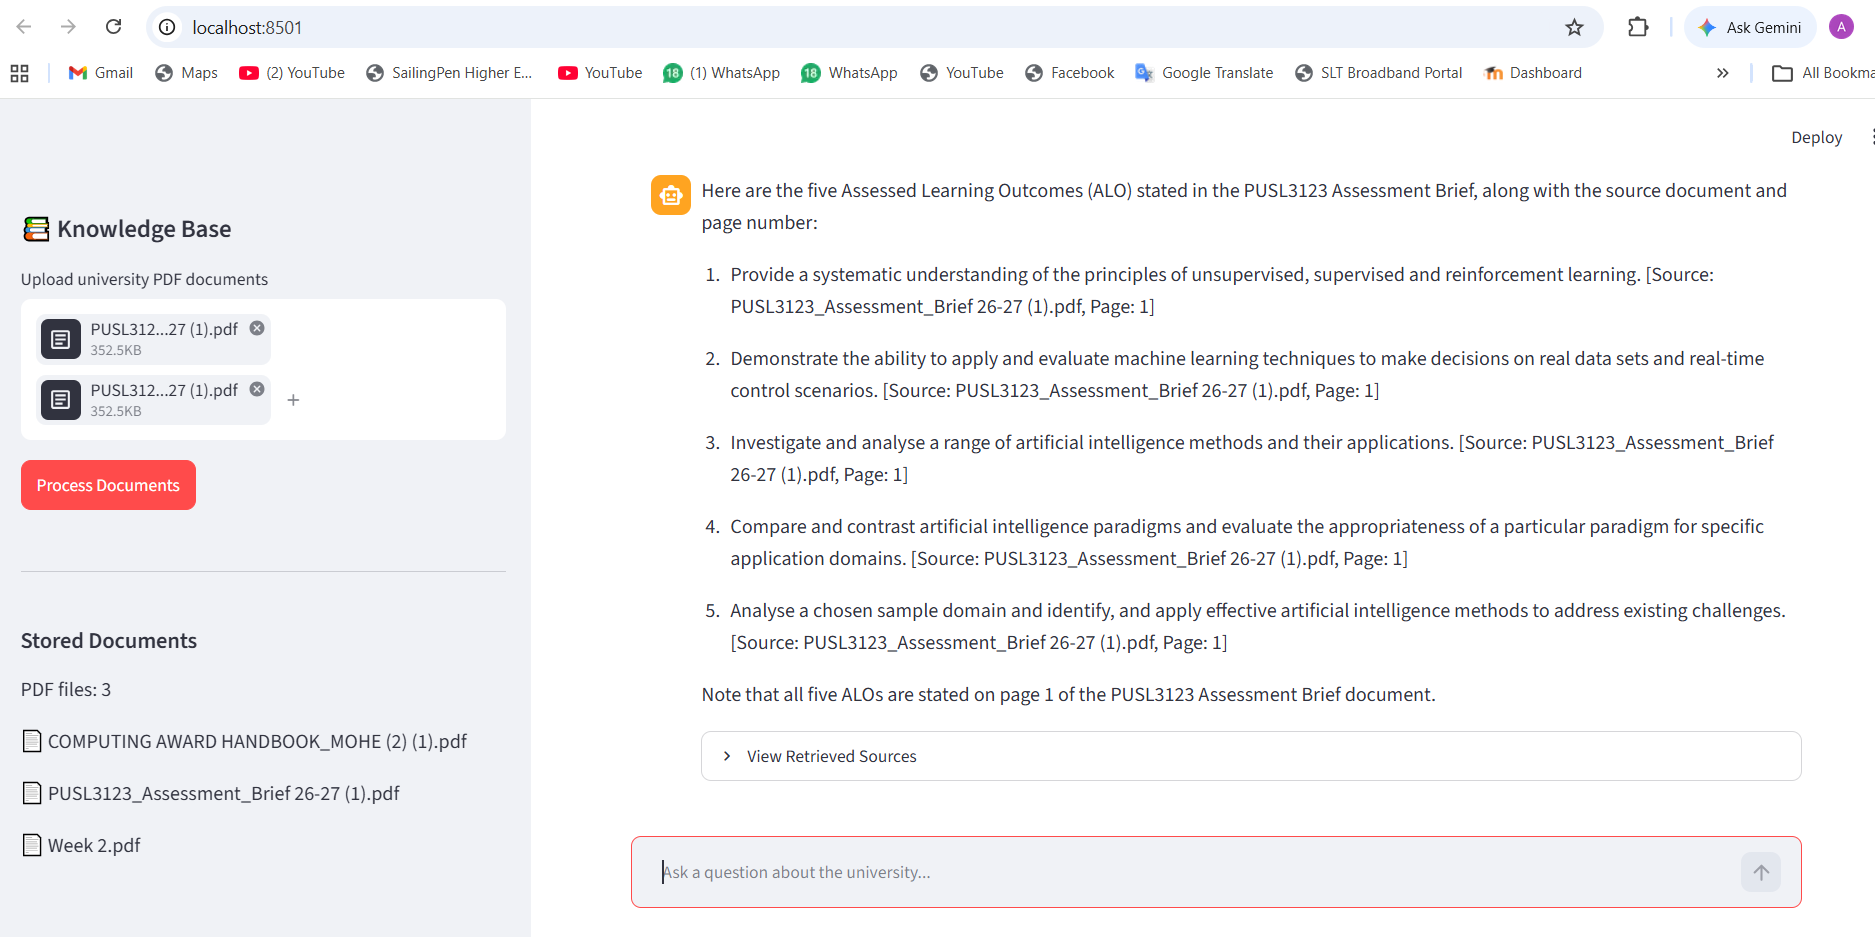 localhost:8501
Ask Gemini
A
Gmail
Maps
(2) YouTube
SailingPen Higher E...
YouTube
18
(1) WhatsApp
18
WhatsApp
YouTube
Facebook
Google Translate
SLT Broadband Portal
Dashboard
»
All Bookma
Deploy
Knowledge Base
Upload university PDF documents
PUSL312...27 (1).pdf
352.5KB
PUSL312...27 (1).pdf
352.5KB
Process Documents
Stored Documents
PDF files: 3
COMPUTING AWARD HANDBOOK_MOHE (2) (1).pdf
PUSL3123_Assessment_Brief 26-27 (1).pdf
Week 2.pdf
Here are the five Assessed Learning Outcomes (ALO) stated in the PUSL3123 Assessment Brief, along with the source document and
page number:
1. Provide a systematic understanding of the principles of unsupervised, supervised and reinforcement learning. [Source:
PUSL3123_Assessment_Brief 26-27 (1).pdf, Page: 1]
2. Demonstrate the ability to apply and evaluate machine learning techniques to make decisions on real data sets and real-time
control scenarios. [Source: PUSL3123_Assessment_Brief 26-27 (1).pdf, Page: 1]
3. Investigate and analyse a range of artificial intelligence methods and their applications. [Source: PUSL3123_Assessment_Brief
26-27 (1).pdf, Page: 1]
4. Compare and contrast artificial intelligence paradigms and evaluate the appropriateness of a particular paradigm for specific
application domains. [Source: PUSL3123_Assessment_Brief 26-27 (1).pdf, Page: 1]
5. Analyse a chosen sample domain and identify, and apply effective artificial intelligence methods to address existing challenges.
[Source: PUSL3123_Assessment_Brief 26-27 (1).pdf, Page: 1]
Note that all five ALOs are stated on page 1 of the PUSL3123 Assessment Brief document.
View Retrieved Sources
Ask a question about the university...